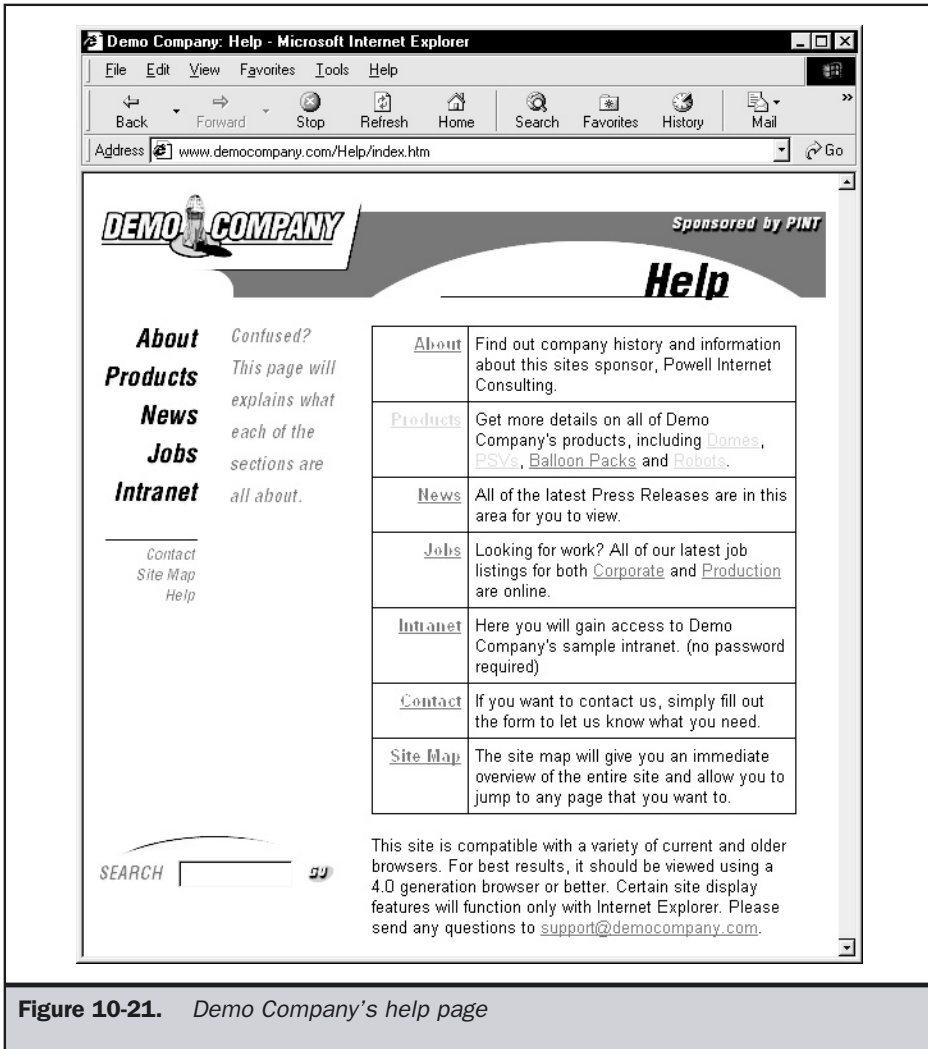 Demo Company: Help - Microsoft Internet Explorer
File Edit View Favorites Tools Help
Back Forward Stop Refresh Home Search Favorites History Mail »
Address www.democompany.com/Help/index.htm Go
DEMO COMPANY
Sponsored by PINT
Help
About
Products
News
Jobs
Intranet
Contact
Site Map
Help
Confused?
This page will
explains what
each of the
sections are
all about.
About Find out company history and information
about this sites sponsor, Powell Internet
Consulting.
Products Get more details on all of Demo
Company's products, including Domes,
PSVs, Balloon Packs and Robots.
News All of the latest Press Releases are in this
area for you to view.
Jobs Looking for work? All of our latest job
listings for both Corporate and Production
are online.
Intranet Here you will gain access to Demo
Company's sample intranet. (no password
required)
Contact If you want to contact us, simply fill out
the form to let us know what you need.
Site Map The site map will give you an immediate
overview of the entire site and allow you to
jump to any page that you want to.
SEARCH GO
This site is compatible with a variety of current and older
browsers. For best results, it should be viewed using a
4.0 generation browser or better. Certain site display
features will function only with Internet Explorer. Please
send any questions to support@democompany.com.
Figure 10-21. Demo Company's help page